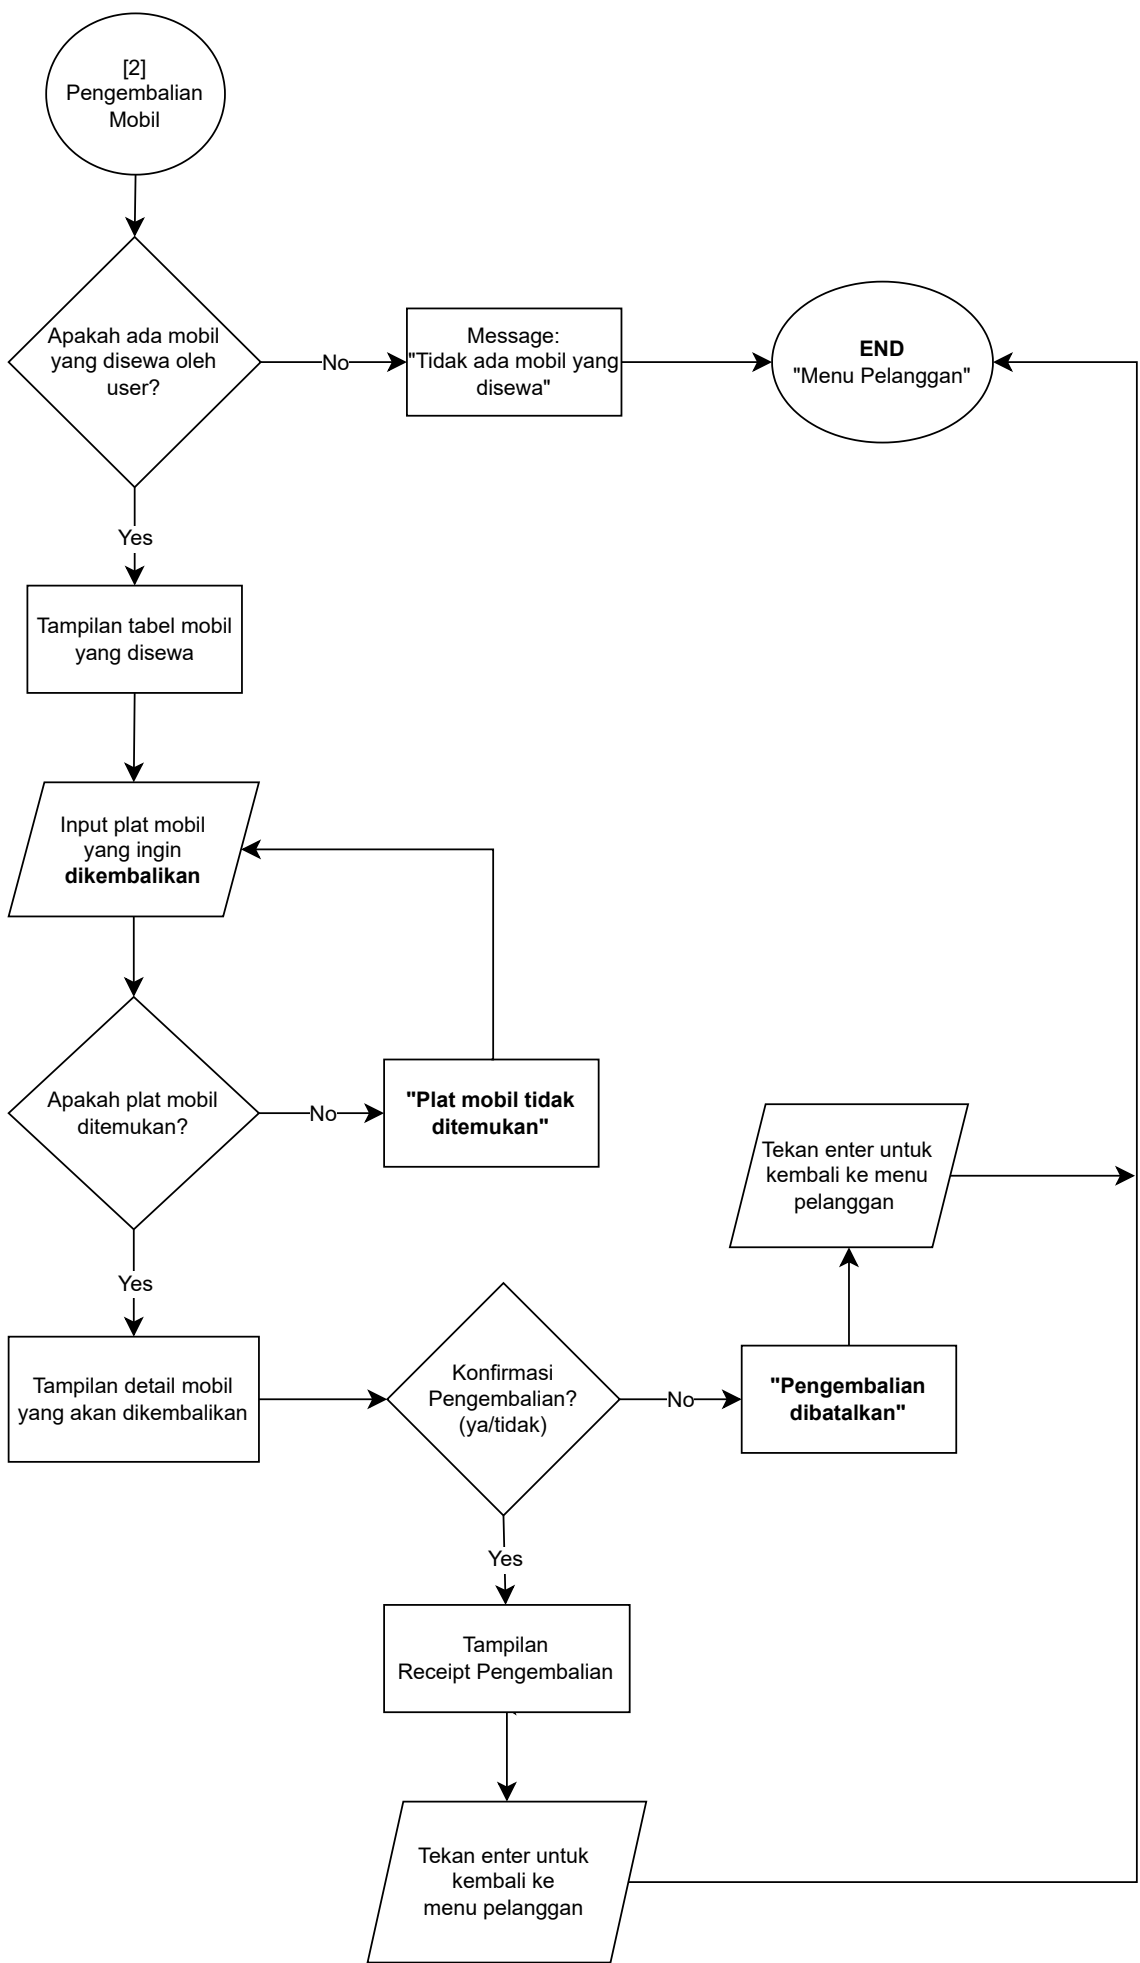 [2]
Pengembalian
Mobil
Apakah ada mobil
yang disewa oleh
user?
No
Message:
"Tidak ada mobil yang
disewa"
END
"Menu Pelanggan"
Yes
Tampilan tabel mobil
yang disewa
Input plat mobil
yang ingin
dikembalikan
Apakah plat mobil
ditemukan?
No
"Plat mobil tidak
ditemukan"
Tekan enter untuk
kembali ke menu
pelanggan
Yes
Tampilan detail mobil
yang akan dikembalikan
Konfirmasi
Pengembalian?
(ya/tidak)
No
"Pengembalian
dibatalkan"
Yes
Tampilan
Receipt Pengembalian
Tekan enter untuk
kembali ke
menu pelanggan